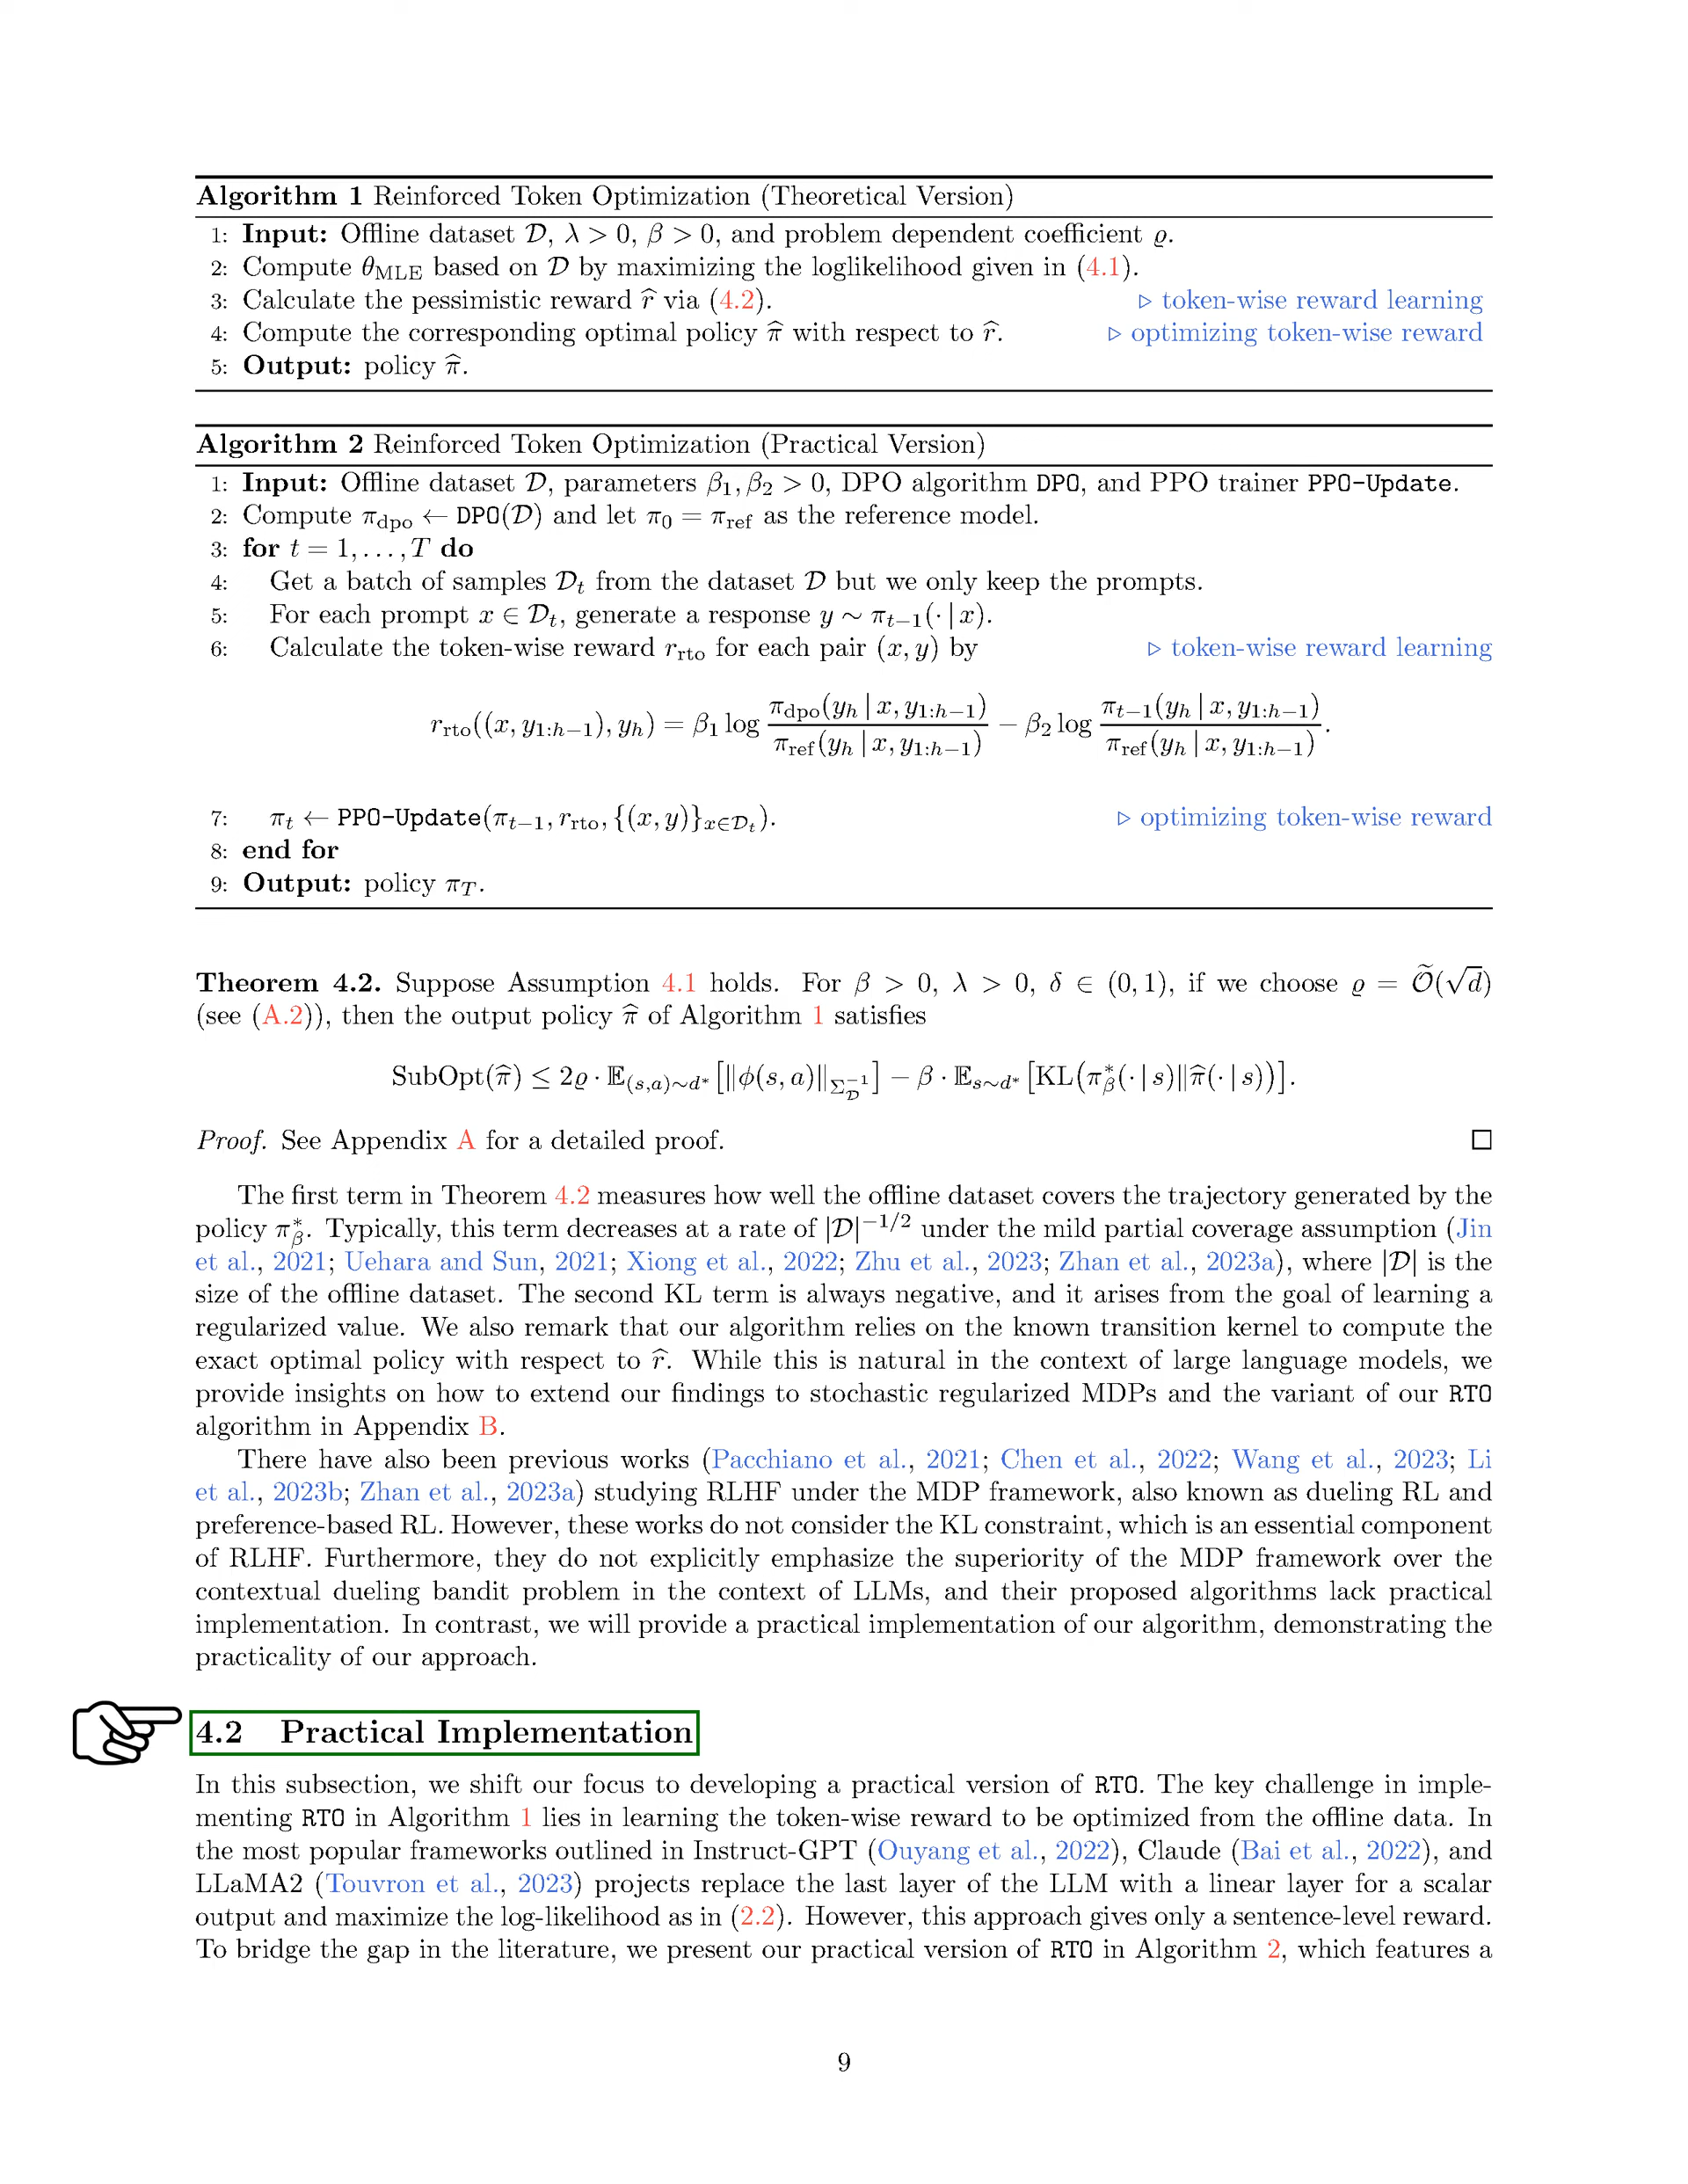 Algorithm 1 Reinforced Token Optimization (Theoretical Version)
1: Input: Offline dataset 𝒟, λ > 0, β > 0, and problem dependent coefficient ϱ.
2: Compute θ_MLE based on 𝒟 by maximizing the loglikelihood given in (4.1).
3: Calculate the pessimistic reward r̂ via (4.2). ▷ token-wise reward learning
4: Compute the corresponding optimal policy π̂ with respect to r̂. ▷ optimizing token-wise reward
5: Output: policy π̂.
Algorithm 2 Reinforced Token Optimization (Practical Version)
1: Input: Offline dataset 𝒟, parameters β₁, β₂ > 0, DPO algorithm DPO, and PPO trainer PPO-Update.
2: Compute π_dpo ← DPO(𝒟) and let π₀ = π_ref as the reference model.
3: for t = 1, . . . , T do
4: Get a batch of samples 𝒟_t from the dataset 𝒟 but we only keep the prompts.
5: For each prompt x ∈ 𝒟_t, generate a response y ∼ π_{t−1}(· | x).
6: Calculate the token-wise reward r_rto for each pair (x, y) by ▷ token-wise reward learning
r_rto((x, y_{1:h−1}), y_h) = β₁ log π_dpo(y_h | x, y_{1:h−1}) / π_ref(y_h | x, y_{1:h−1}) − β₂ log π_{t−1}(y_h | x, y_{1:h−1}) / π_ref(y_h | x, y_{1:h−1}) .
7: π_t ← PPO-Update(π_{t−1}, r_rto, {(x, y)}_{x∈𝒟_t}). ▷ optimizing token-wise reward
8: end for
9: Output: policy π_T.
Theorem 4.2. Suppose Assumption 4.1 holds. For β > 0, λ > 0, δ ∈ (0, 1), if we choose ϱ = Õ(√d)
(see (A.2)), then the output policy π̂ of Algorithm 1 satisfies
SubOpt(π̂) ≤ 2ϱ · 𝔼_{(s,a)∼d*}[‖ϕ(s, a)‖_{Σ_𝒟^{−1}}] − β · 𝔼_{s∼d*}[KL(π*_β(· | s)‖π̂(· | s))].
Proof. See Appendix A for a detailed proof. □
The first term in Theorem 4.2 measures how well the offline dataset covers the trajectory generated by the
policy π*_β. Typically, this term decreases at a rate of |𝒟|^{−1/2} under the mild partial coverage assumption (Jin
et al., 2021; Uehara and Sun, 2021; Xiong et al., 2022; Zhu et al., 2023; Zhan et al., 2023a), where |𝒟| is the
size of the offline dataset. The second KL term is always negative, and it arises from the goal of learning a
regularized value. We also remark that our algorithm relies on the known transition kernel to compute the
exact optimal policy with respect to r̂. While this is natural in the context of large language models, we
provide insights on how to extend our findings to stochastic regularized MDPs and the variant of our RTO
algorithm in Appendix B.
There have also been previous works (Pacchiano et al., 2021; Chen et al., 2022; Wang et al., 2023; Li
et al., 2023b; Zhan et al., 2023a) studying RLHF under the MDP framework, also known as dueling RL and
preference-based RL. However, these works do not consider the KL constraint, which is an essential component
of RLHF. Furthermore, they do not explicitly emphasize the superiority of the MDP framework over the
contextual dueling bandit problem in the context of LLMs, and their proposed algorithms lack practical
implementation. In contrast, we will provide a practical implementation of our algorithm, demonstrating the
practicality of our approach.
4.2 Practical Implementation
In this subsection, we shift our focus to developing a practical version of RTO. The key challenge in imple-
menting RTO in Algorithm 1 lies in learning the token-wise reward to be optimized from the offline data. In
the most popular frameworks outlined in Instruct-GPT (Ouyang et al., 2022), Claude (Bai et al., 2022), and
LLaMA2 (Touvron et al., 2023) projects replace the last layer of the LLM with a linear layer for a scalar
output and maximize the log-likelihood as in (2.2). However, this approach gives only a sentence-level reward.
To bridge the gap in the literature, we present our practical version of RTO in Algorithm 2, which features a
9